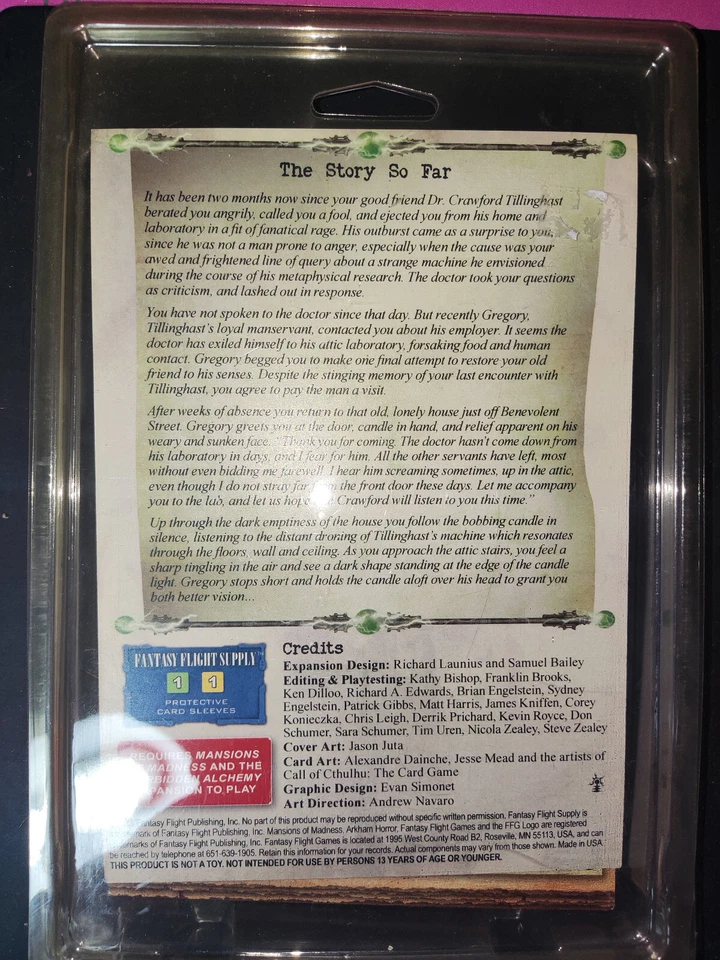 The Story So Far
It has been two months now since your good friend Dr. Crawford Tillinghast
berated you angrily, called you a fool, and ejected you from his home and
laboratory in a fit of fanatical rage. His outburst came as a surprise to you,
since he was not a man prone to anger, especially when the cause was your
awed and frightened line of query about a strange machine he envisioned
during the course of his metaphysical research. The doctor took your questions
as criticism, and lashed out in response.
You have not spoken to the doctor since that day. But recently Gregory,
Tillinghast's loyal manservant, contacted you about his employer. It seems the
doctor has exiled himself to his attic laboratory, forsaking food and human
contact. Gregory begged you to make one final attempt to restore your old
friend to his senses. Despite the stinging memory of your last encounter with
Tillinghast, you agree to pay the man a visit.
After weeks of absence you return to that old, lonely house just off Benevolent
Street. Gregory greets you at the door, candle in hand, and relief apparent on his
weary and sunken face. "Thank you for coming. The doctor hasn't come down from
his laboratory in days, and I fear for him. All the other servants have left, most
without even bidding me farewell. I hear him screaming sometimes, up in the attic,
even though I do not stray far from the front door these days. Let me accompany
you to the lab, and let us hope Crawford will listen to you this time."
Up through the dark emptiness of the house you follow the bobbing candle in
silence, listening to the distant droning of Tillinghast's machine which resonates
through the floors, wall and ceiling. As you approach the attic stairs, you feel a
sharp tingling in the air and see a dark shape standing at the edge of the candle
light. Gregory stops short and holds the candle aloft over his head to grant you
both better vision...
FANTASY FLIGHT SUPPLY
1 1
PROTECTIVE
CARD SLEEVES
REQUIRES MANSIONS
OF MADNESS AND THE
FORBIDDEN ALCHEMY
EXPANSION TO PLAY
Credits
Expansion Design: Richard Launius and Samuel Bailey
Editing & Playtesting: Kathy Bishop, Franklin Brooks,
Ken Dilloo, Richard A. Edwards, Brian Engelstein, Sydney
Engelstein, Patrick Gibbs, Matt Harris, James Kniffen, Corey
Konieczka, Chris Leigh, Derrik Prichard, Kevin Royce, Don
Schumer, Sara Schumer, Tim Uren, Nicola Zealey, Steve Zealey
Cover Art: Jason Juta
Card Art: Alexandre Dainche, Jesse Mead and the artists of
Call of Cthulhu: The Card Game
Graphic Design: Evan Simonet
Art Direction: Andrew Navaro
Fantasy Flight Publishing, Inc. No part of this product may be reproduced without specific written permission. Fantasy Flight Supply is
trademark of Fantasy Flight Publishing, Inc. Mansions of Madness, Arkham Horror, Fantasy Flight Games and the FFG Logo are registered
trademarks of Fantasy Flight Publishing, Inc. Fantasy Flight Games is located at 1995 West County Road B2, Roseville, MN 55113, USA, and can
be reached by telephone at 651-639-1905. Retain this information for your records. Actual components may vary from those shown. Made in USA.
THIS PRODUCT IS NOT A TOY. NOT INTENDED FOR USE BY PERSONS 13 YEARS OF AGE OR YOUNGER.